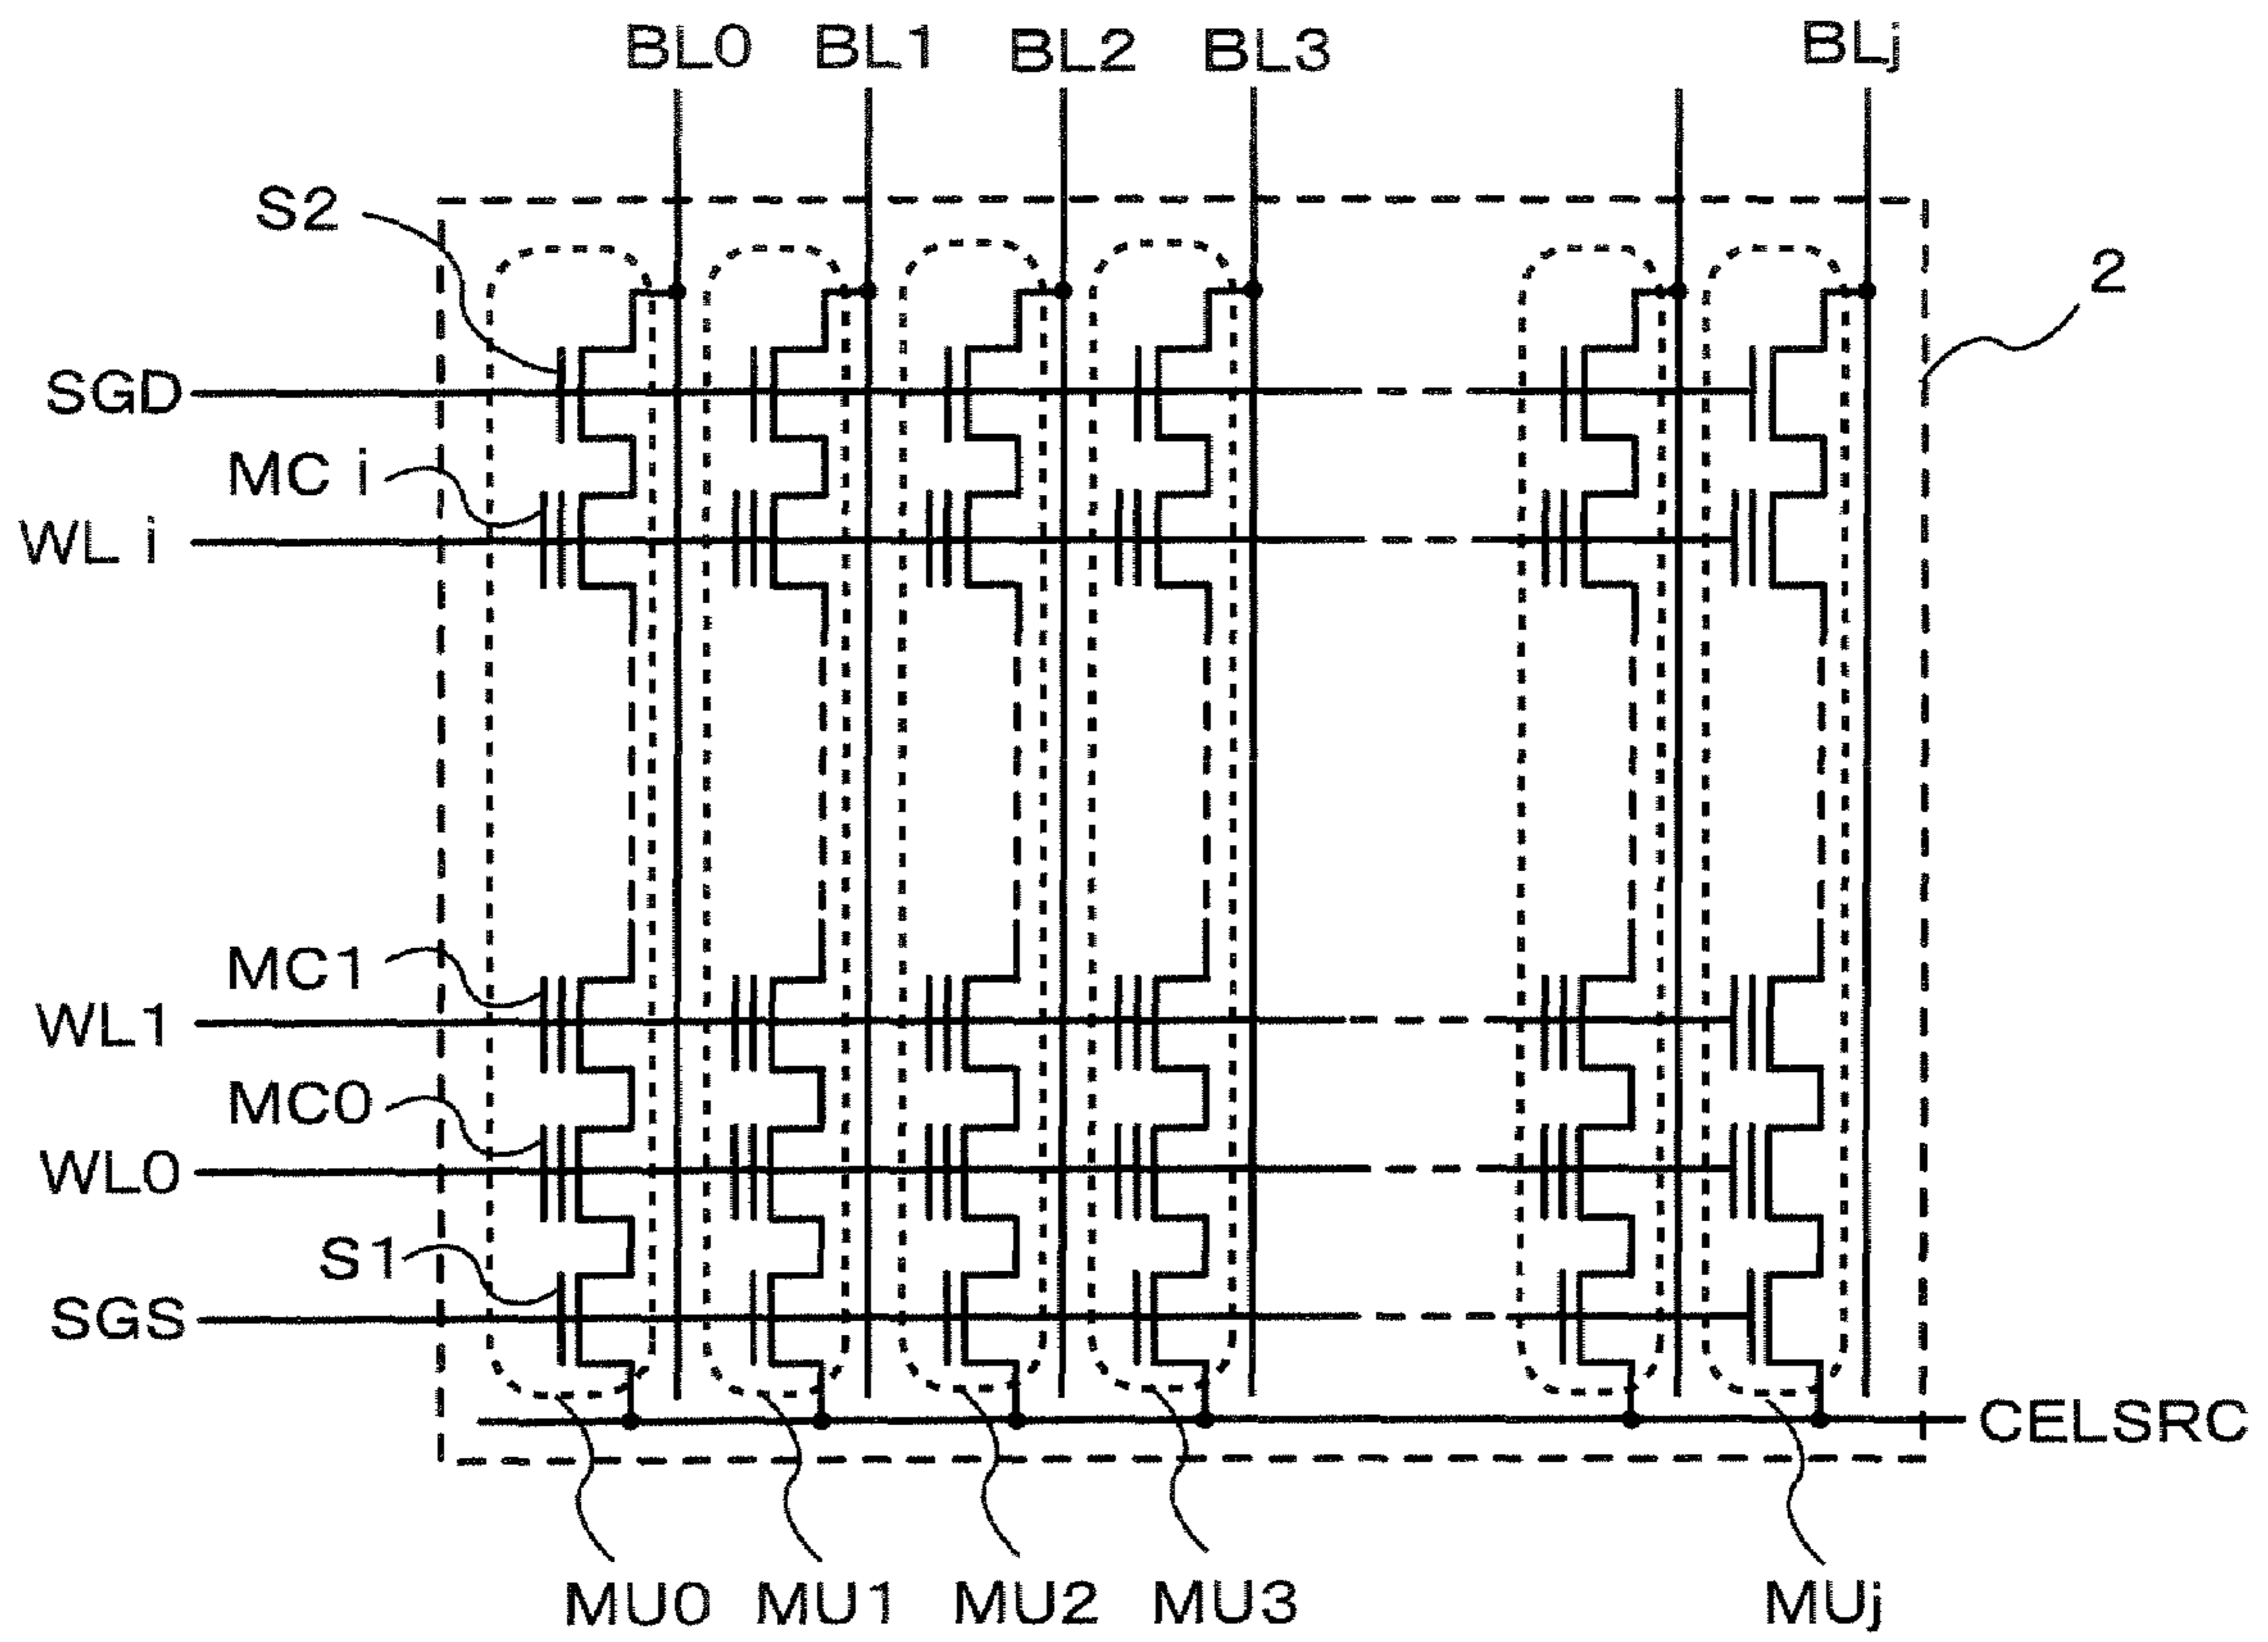 BL0 BL1 BL2 BL3 BLj
S2
2
SGD
MC i
WL i
MC1
WL1
MC0
WL0
S1
SGS
CELSRC
MU0 MU1 MU2 MU3 MUj